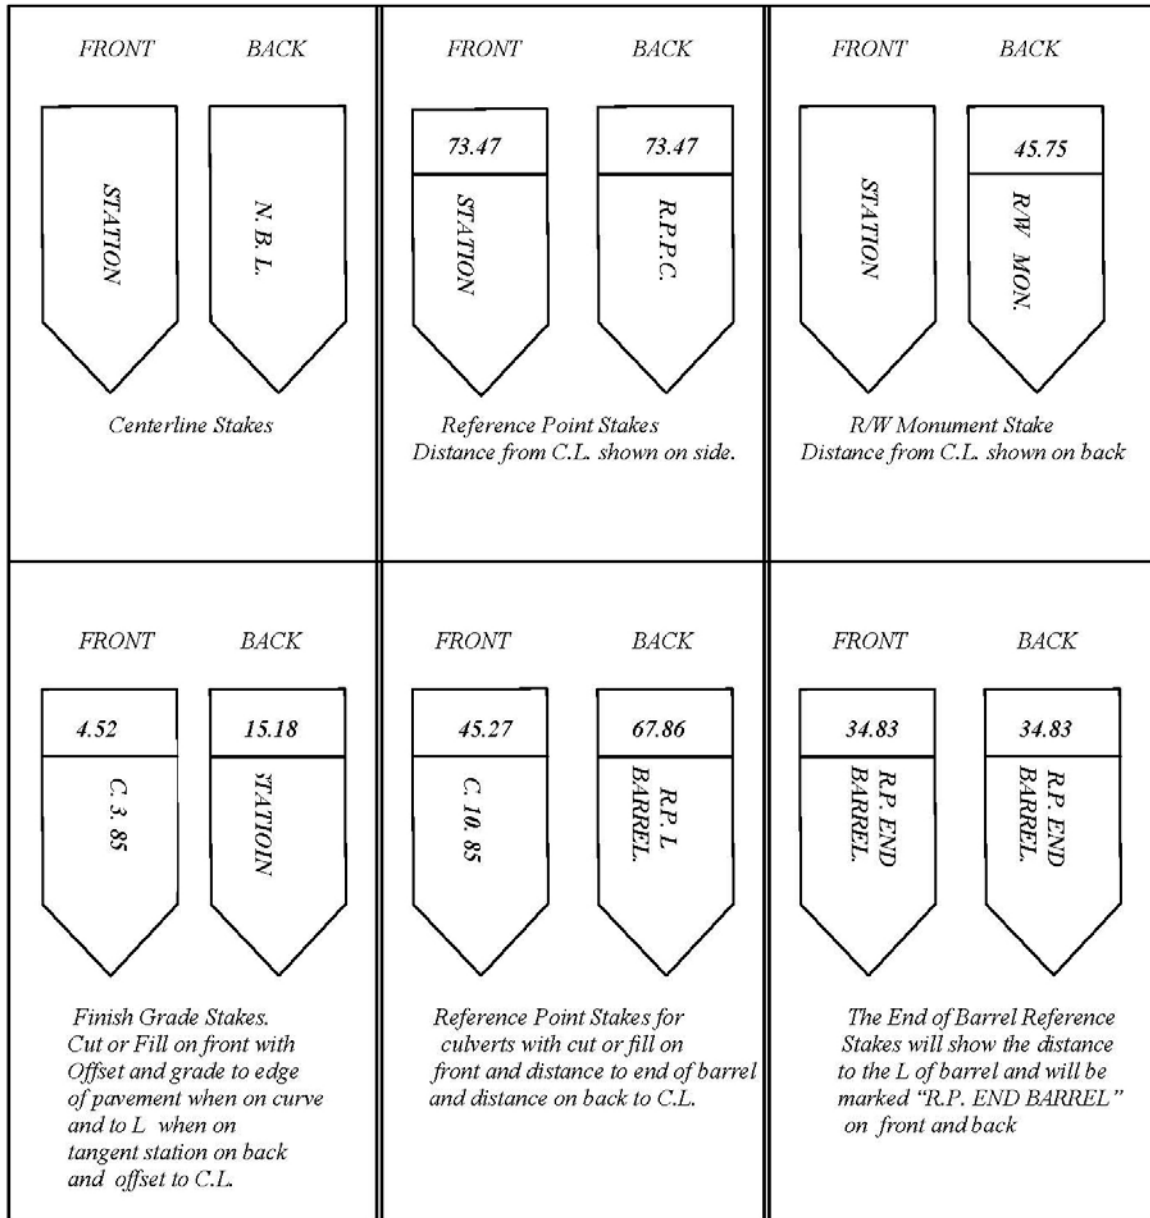 FRONT BACK
STATION
N. B. L.
Centerline Stakes
FRONT BACK
73.47 73.47
STATION
R.P.P.C.
Reference Point Stakes
Distance from C.L. shown on side.
FRONT BACK
45.75
STATION
R/W MON.
R/W Monument Stake
Distance from C.L. shown on back
FRONT BACK
4.52 15.18
C. 3. 85
STATIOIN
Finish Grade Stakes.
Cut or Fill on front with
Offset and grade to edge
of pavement when on curve
and to L when on
tangent station on back
and offset to C.L.
FRONT BACK
45.27 67.86
C. 10. 85
R.P. L
BARREL.
Reference Point Stakes for
culverts with cut or fill on
front and distance to end of barrel
and distance on back to C.L.
FRONT BACK
34.83 34.83
R.P. END
BARREL.
R.P. END
BARREL.
The End of Barrel Reference
Stakes will show the distance
to the L of barrel and will be
marked “R.P. END BARREL”
on front and back